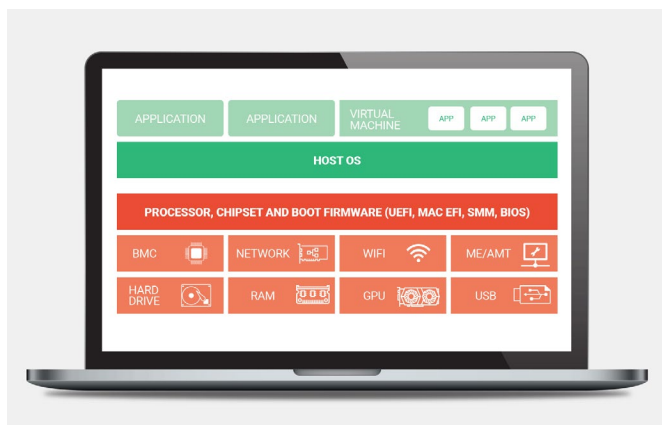 APPLICATION
APPLICATION
VIRTUAL
MACHINE
APP
APP
APP
HOST OS
PROCESSOR, CHIPSET AND BOOT FIRMWARE (UEFI, MAC EFI, SMM, BIOS)
BMC
NETWORK
WIFI
ME/AMT
HARD
DRIVE
RAM
GPU
USB